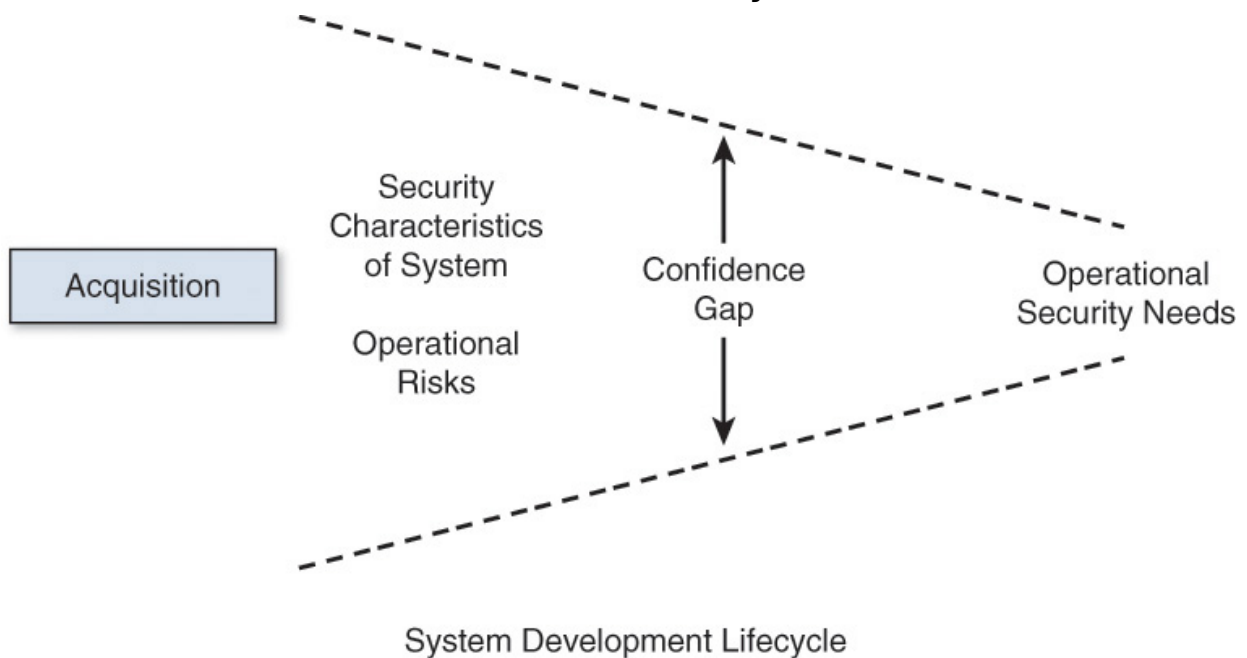 Acquisition
Security
Characteristics
of System
Operational
Risks
Confidence
Gap
Operational
Security Needs
System Development Lifecycle